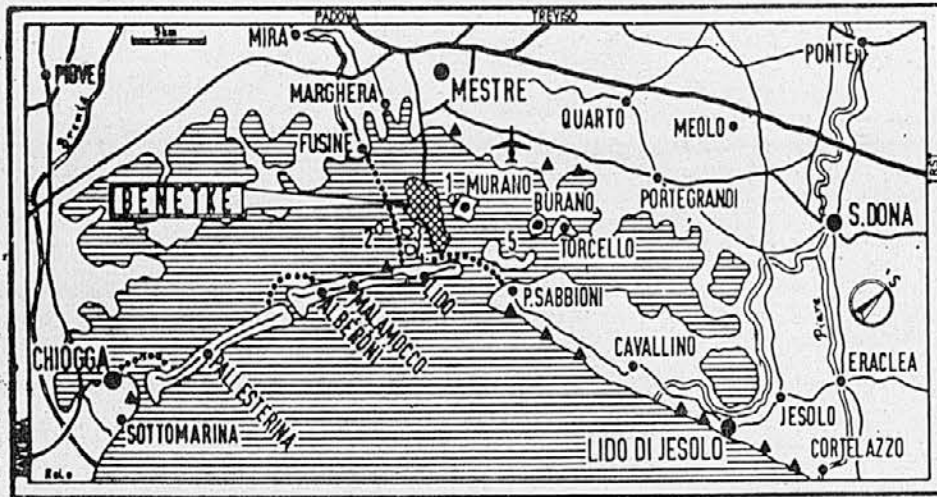 PADOVA
TREVISO
5km
MIRA
PONTE
PIOVE
MESTRE
MARGHERA
QUARTO
MEOLO
FUSINE
1
MURANO
BENETKE
BURANO
PORTEGRANDI
S.DONA
2
5
TORCELLO
LIDO
P.SABBIONI
S
MALAMOCCO
ALBERONI
Piave
CHIOGGA
CAVALLINO
ERACLEA
JESOLO
SOTTOMARINA
LIDO DI JESOLO
CORTELAZZO